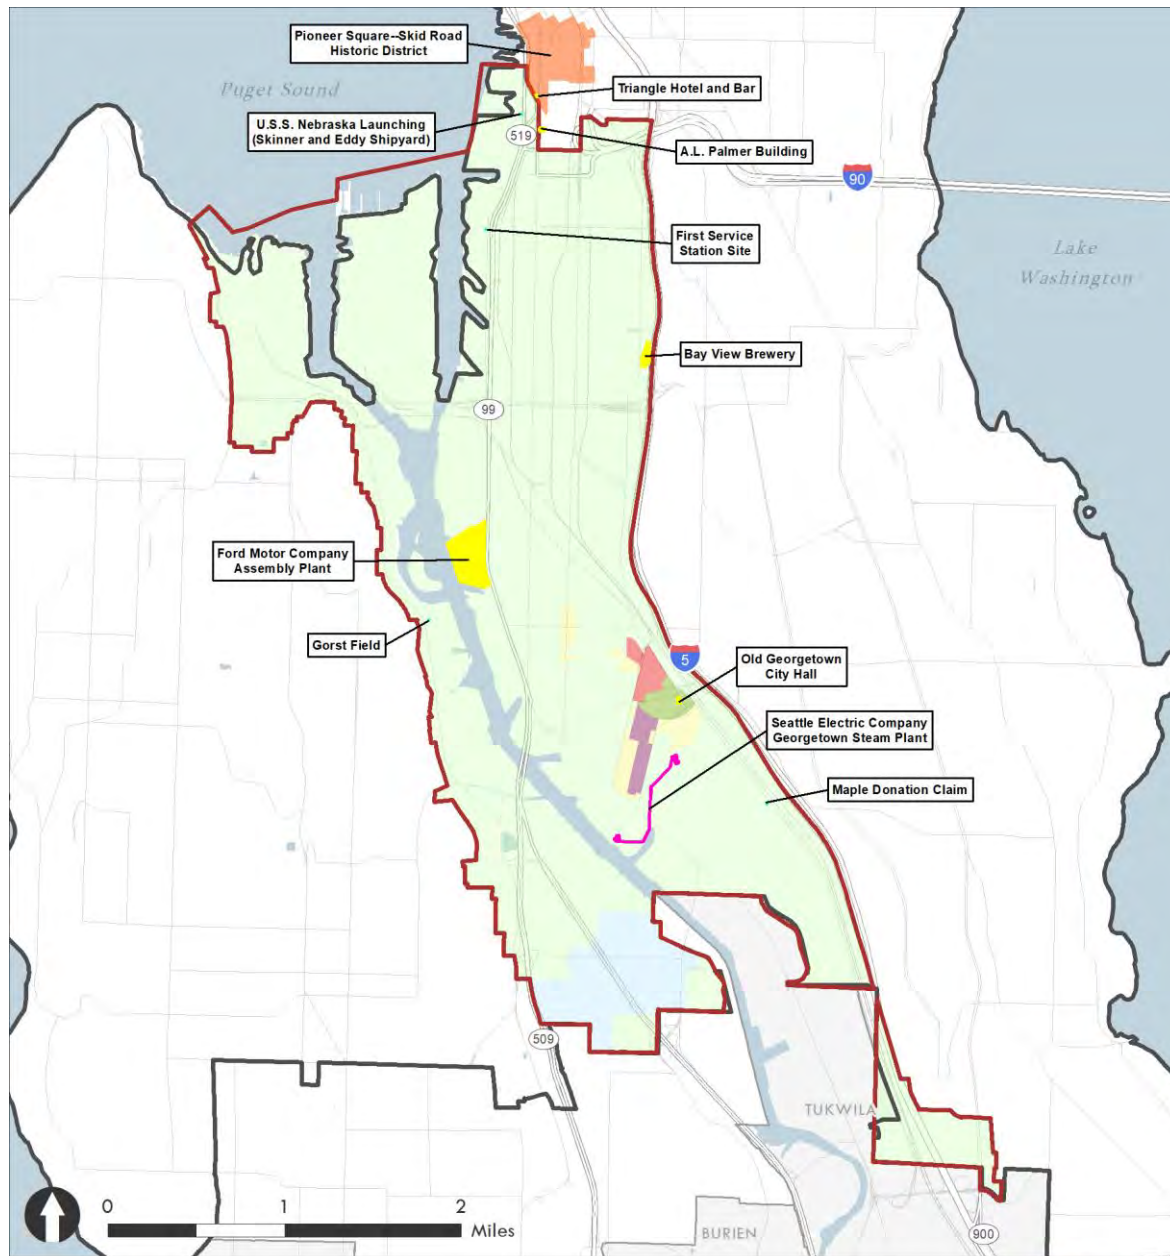 Pioneer Square--Skid Road
Historic District
Puget Sound
Triangle Hotel and Bar
U.S.S. Nebraska Launching
(Skinner and Eddy Shipyard)
519
A.L. Palmer Building
90
First Service
Station Site
Lake
Washington
Bay View Brewery
99
Ford Motor Company
Assembly Plant
Gorst Field
5
Old Georgetown
City Hall
Seattle Electric Company
Georgetown Steam Plant
Maple Donation Claim
509
TUKWILA
0 1 2
Miles
BURIEN
900